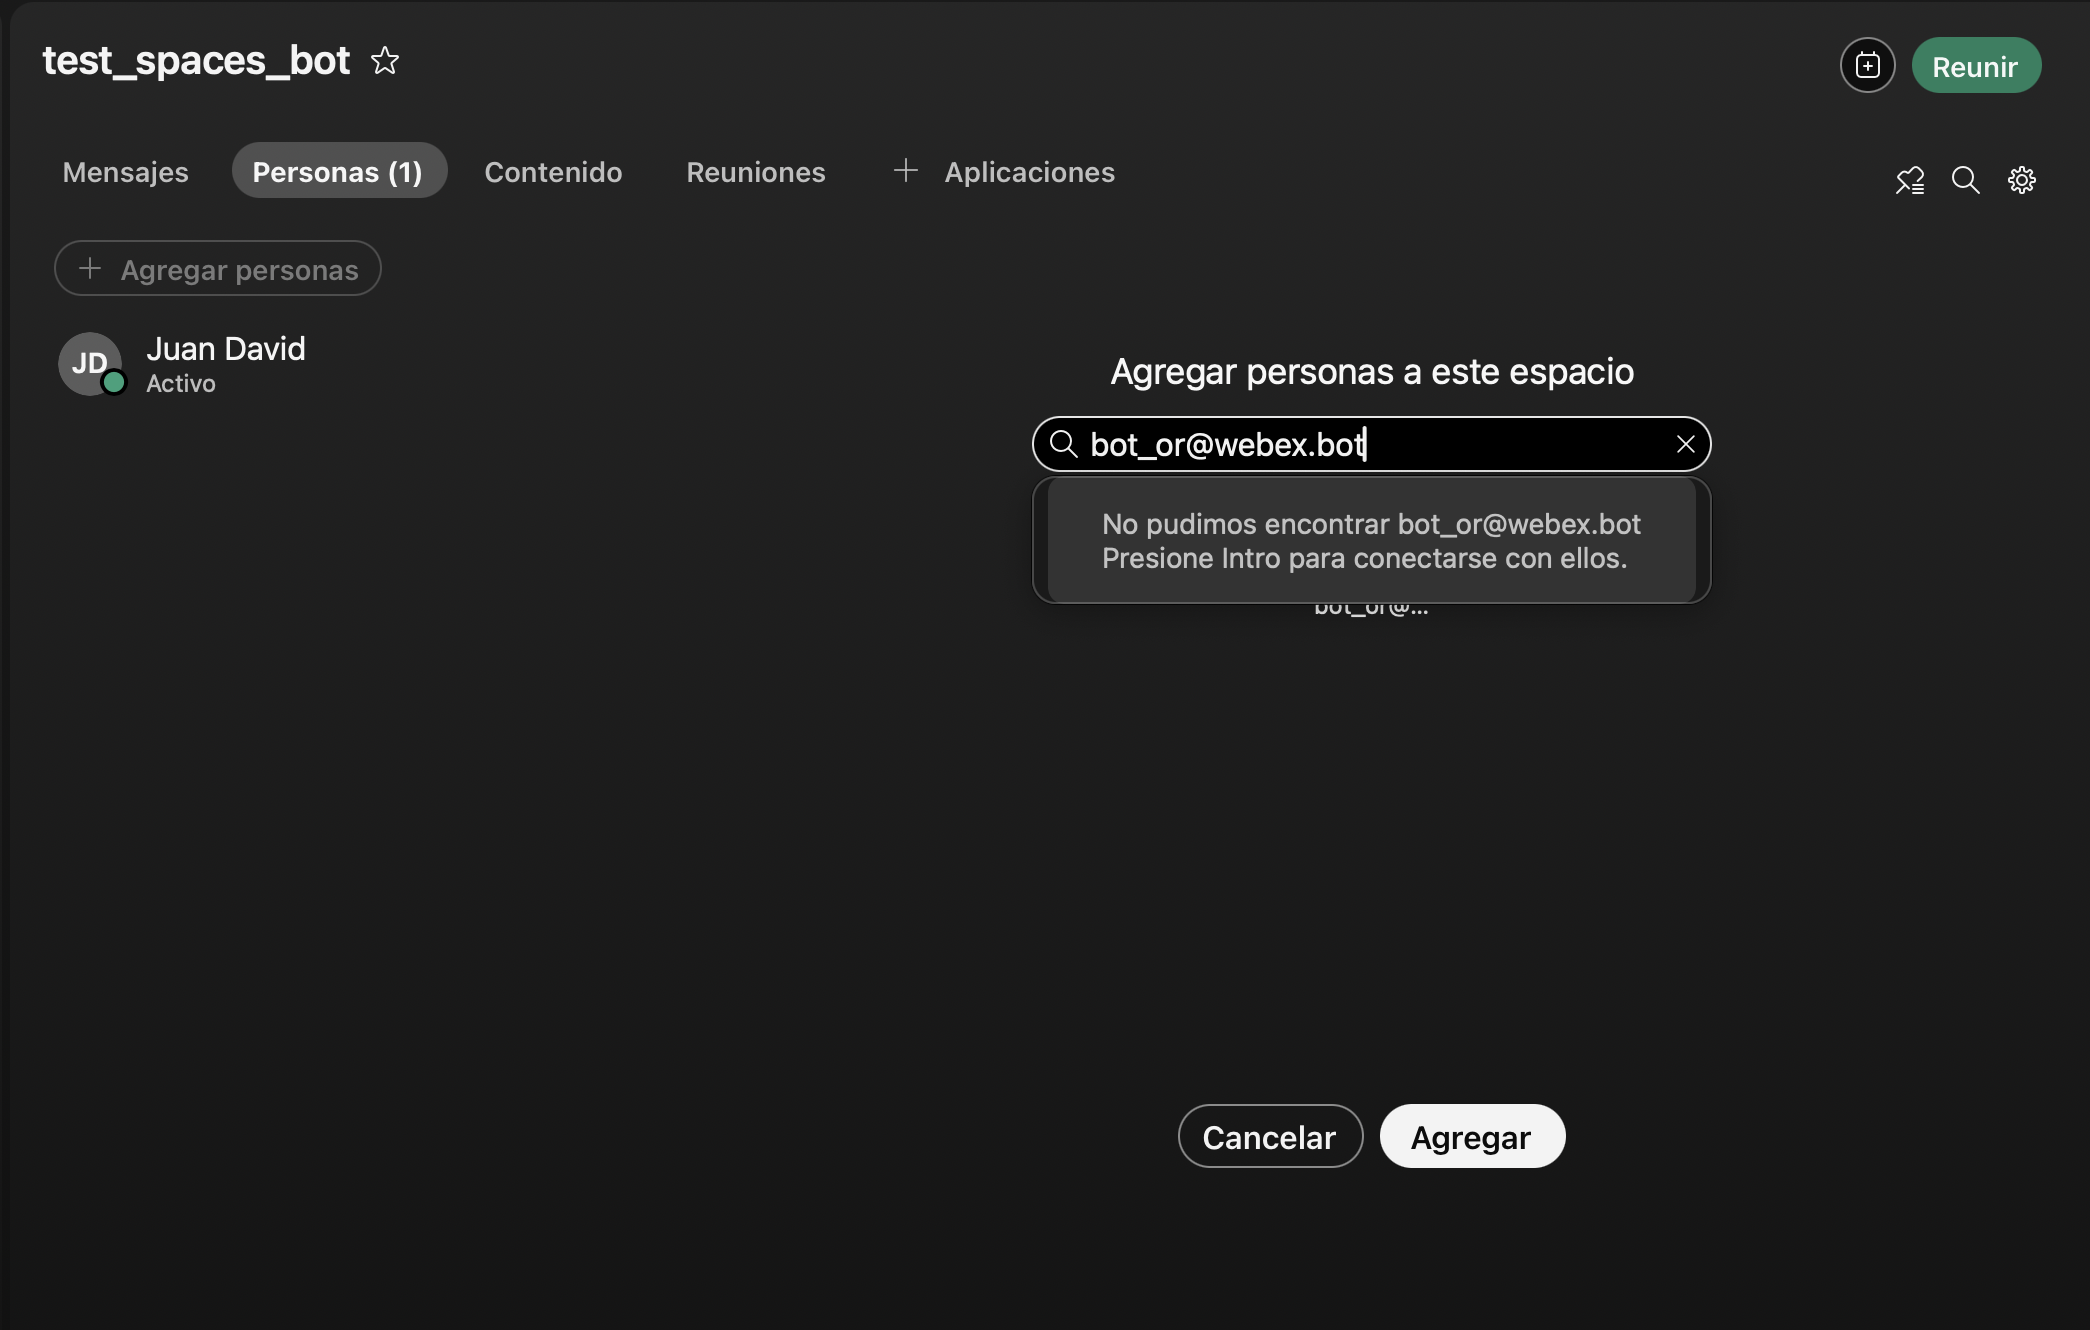 test_spaces_bot
Reunir
Mensajes
Personas (1)
Contenido
Reuniones
Aplicaciones
Agregar personas
JD
Juan David
Activo
Agregar personas a este espacio
bot_or@webex.bot
No pudimos encontrar bot_or@webex.bot
Presione Intro para conectarse con ellos.
bot_or@...
Cancelar
Agregar